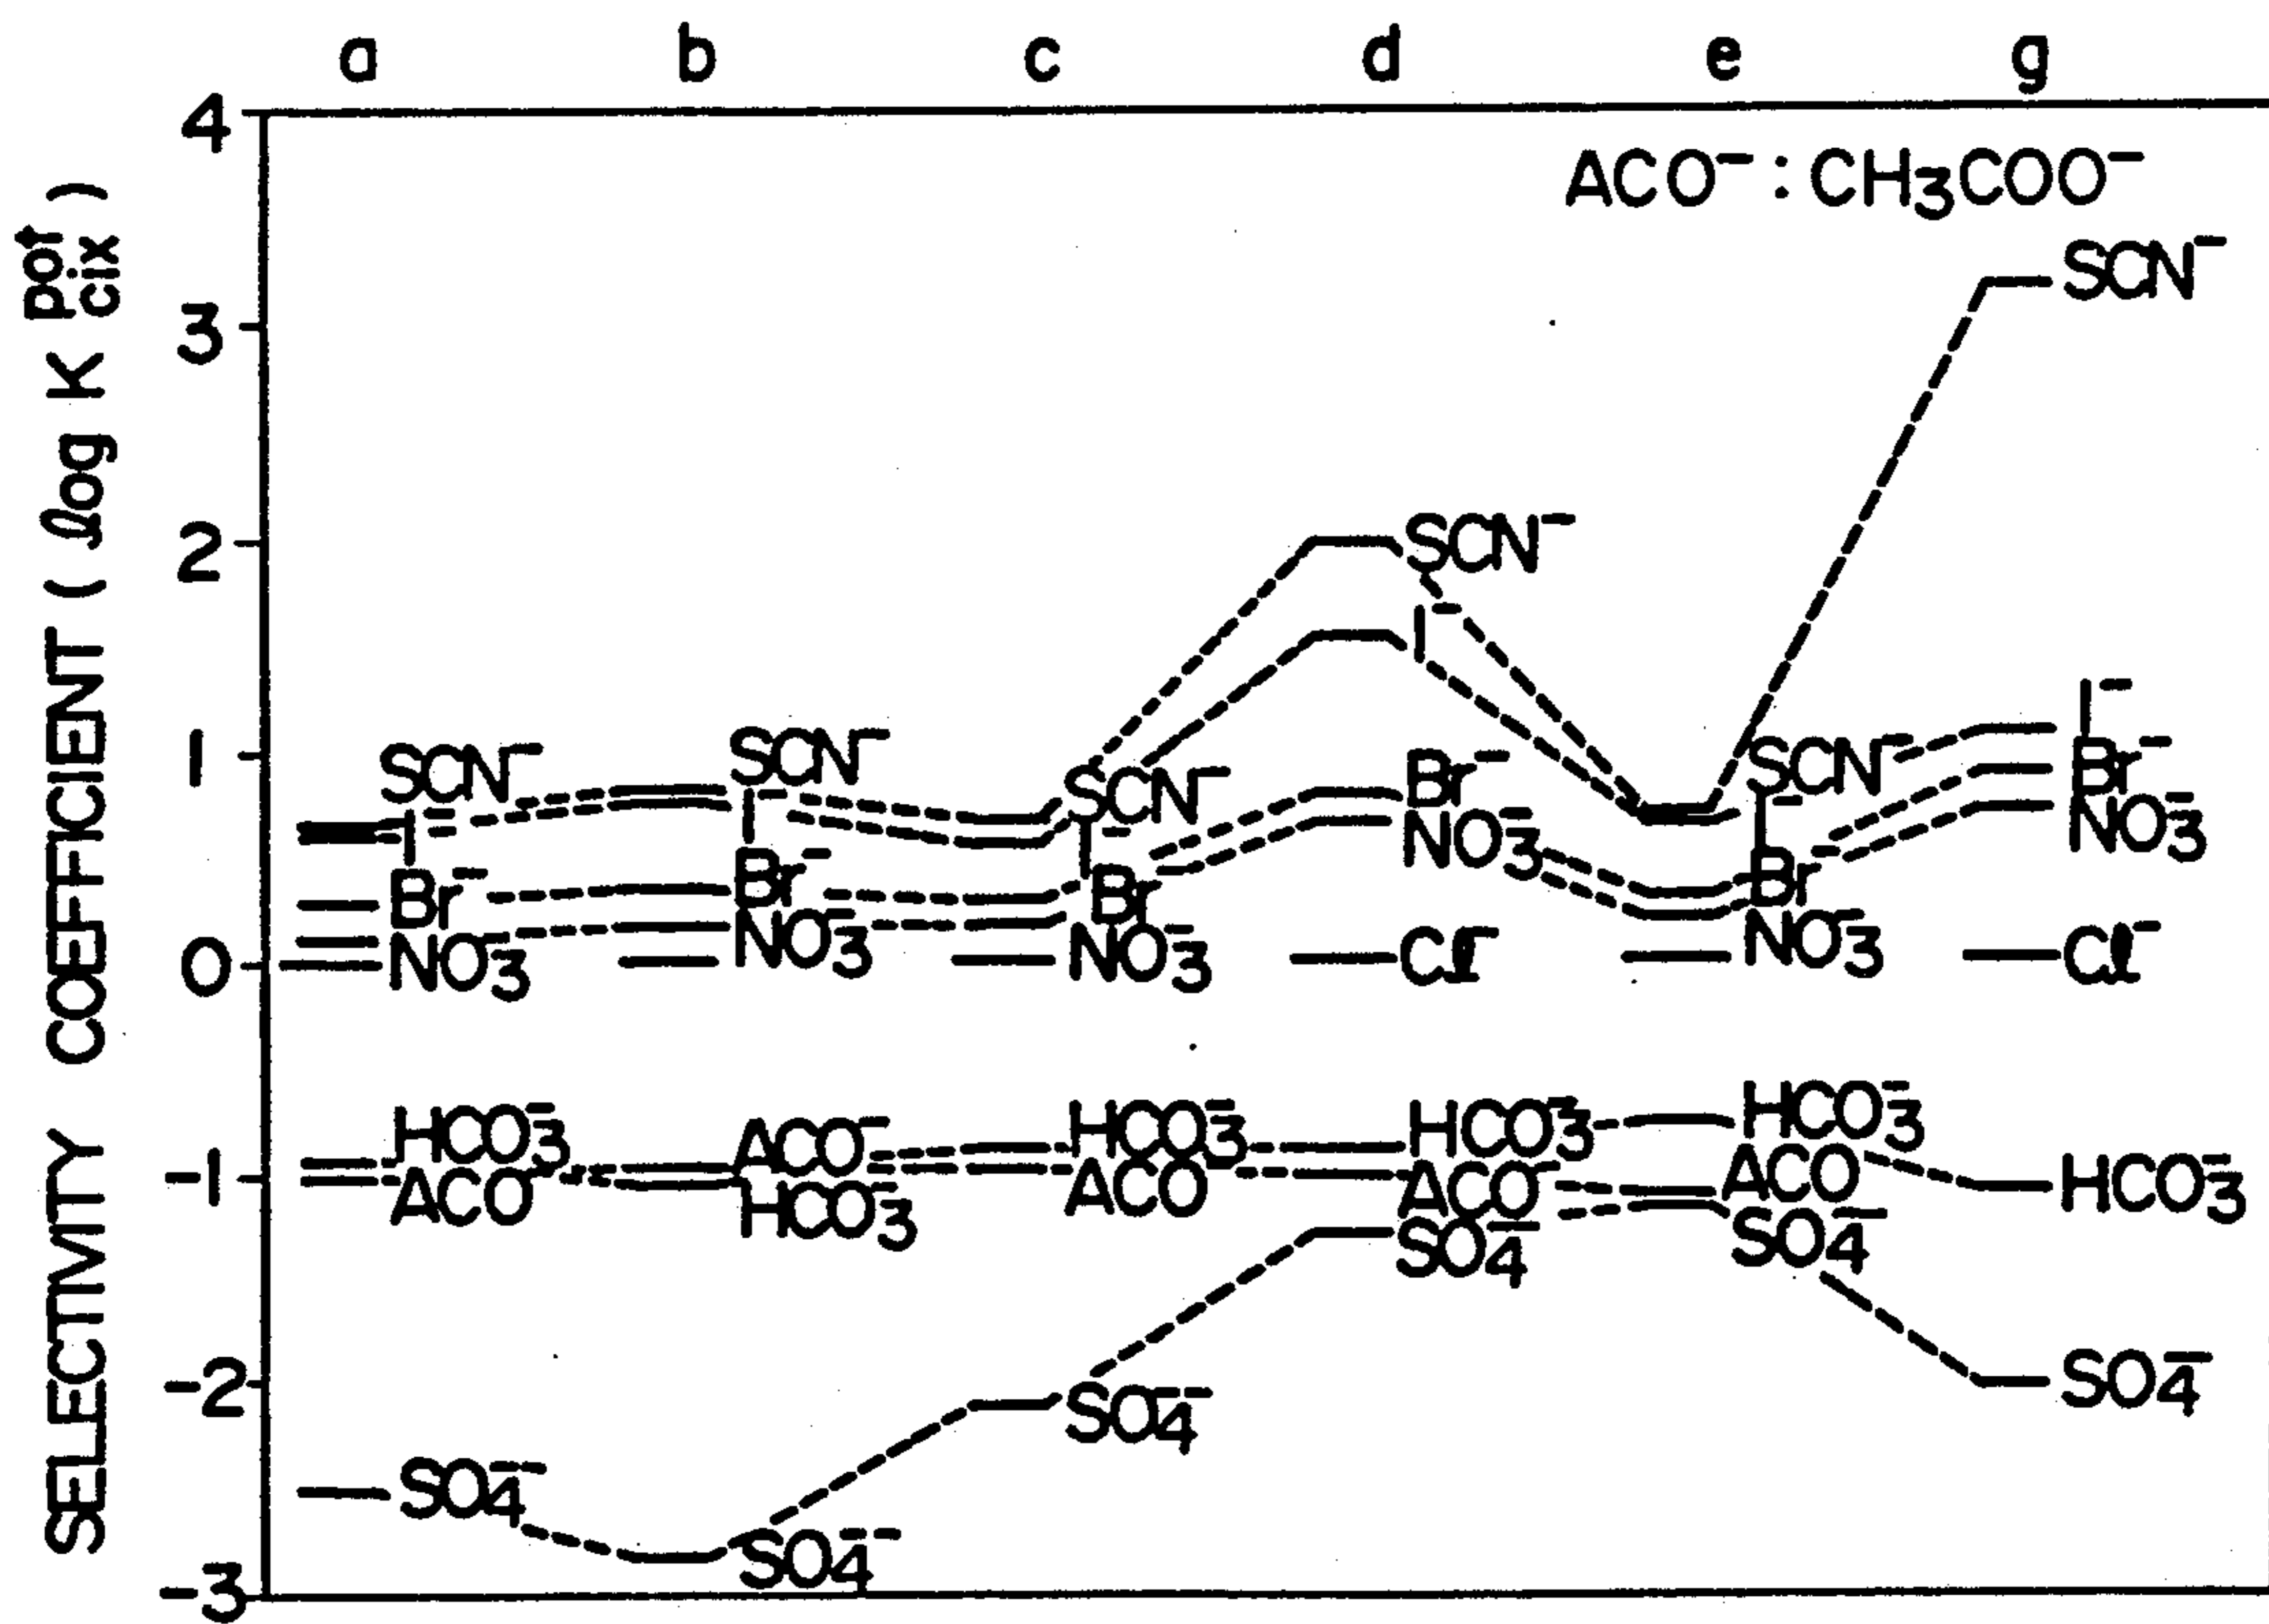 a b c d e g
4
ACO⁻ : CH₃COO⁻
SCN⁻
3
2
SCN⁻
I⁻
I⁻
1
SCN⁻
SCN⁻
SCN⁻
Br⁻
SCN⁻
Br⁻
I⁻
I⁻
I⁻
NO₃⁻
I⁻
NO₃⁻
Br⁻
Br⁻
Br⁻
Br⁻
0
NO₃⁻
NO₃⁻
NO₃⁻
Cl⁻
NO₃⁻
Cl⁻
HCO₃⁻
ACO⁻
HCO₃⁻
HCO₃⁻
HCO₃⁻
-1
ACO⁻
HCO₃⁻
ACO
ACO⁻
ACO
HCO₃⁻
SO₄⁻
SO₄⁻⁻
-2
SO₄⁻⁻
SO₄⁻
SO₄⁻⁻
SO₄⁻⁻
-3
SELECTIVITY COEFFICIENT ( log K pot cix )